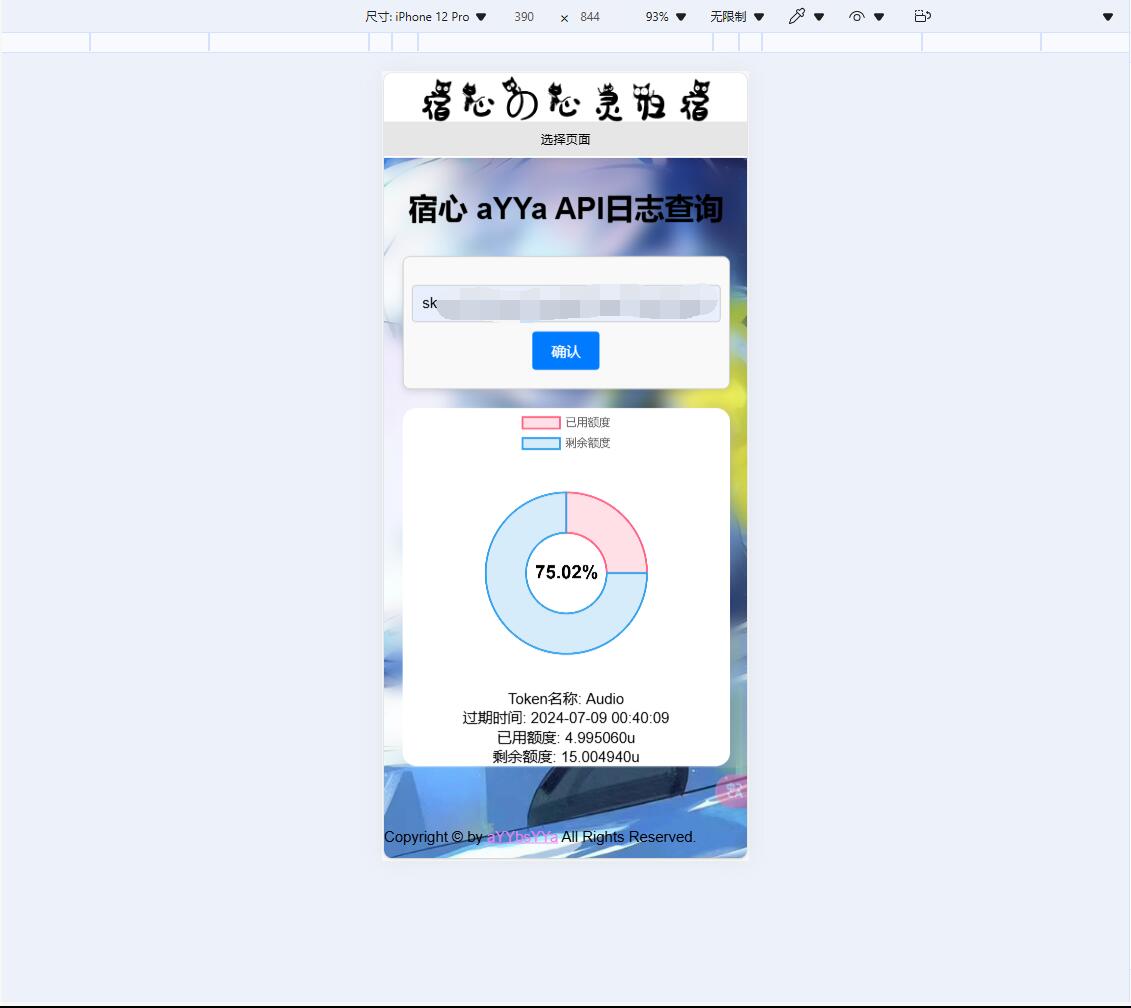 尺寸: iPhone 12 Pro ▼ 390 × 844 93% ▼ 无限制 ▼
宿心の心灵归宿
选择页面
宿心 aYYa API日志查询
sk
确认
已用额度
剩余额度
75.02%
Token名称: Audio
过期时间: 2024-07-09 00:40:09
已用额度: 4.995060u
剩余额度: 15.004940u
Copyright © by aYYbsYYa All Rights Reserved.